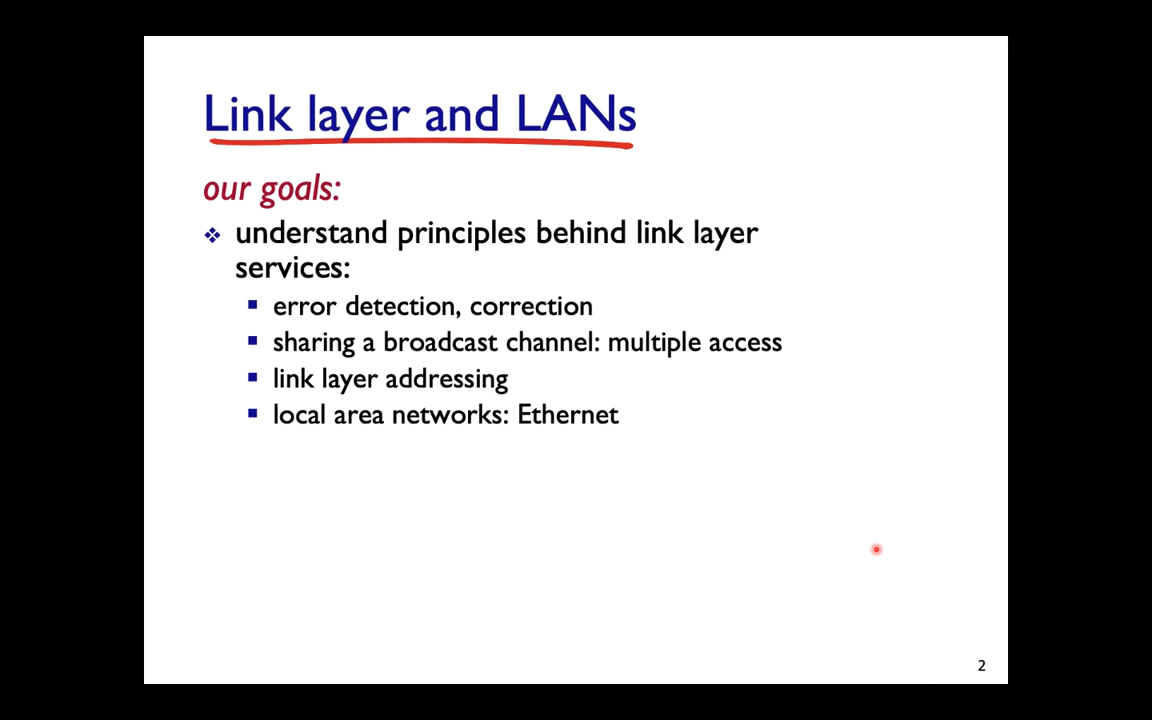 Link layer and LANs
our goals:
❖ understand principles behind link layer
services:
▪ error detection, correction
▪ sharing a broadcast channel: multiple access
▪ link layer addressing
▪ local area networks: Ethernet
2